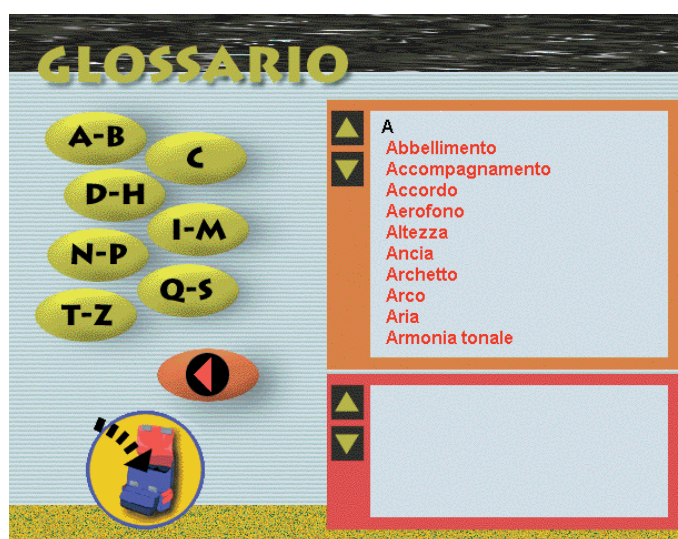 GLOSSARIO
A-B
C
D-H
I-M
N-P
Q-S
T-Z
A
Abbellimento
Accompagnamento
Accordo
Aerofono
Altezza
Ancia
Archetto
Arco
Aria
Armonia tonale